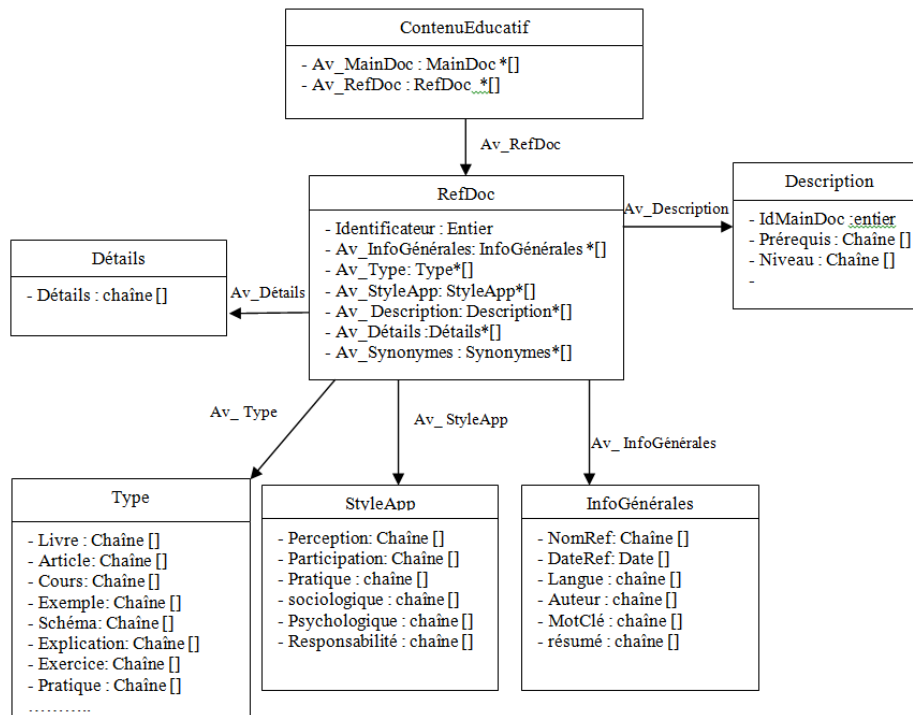 ContenuEducatif
- Av_MainDoc : MainDoc *[]
- Av_RefDoc : RefDoc *[]
Av_RefDoc
RefDoc
- Identificateur : Entier
- Av_InfoGénérales: InfoGénérales *[]
- Av_Type: Type*[]
- Av_StyleApp: StyleApp*[]
- Av_ Description: Description*[]
- Av_Détails :Détails*[]
- Av_Synonymes : Synonymes*[]
Av_Description
Description
- IdMainDoc :entier
- Prérequis : Chaîne []
- Niveau : Chaîne []
-
Détails
- Détails : chaîne []
Av_Détails
Av_ Type
Av_ StyleApp
Av_ InfoGénérales
Type
- Livre : Chaîne []
- Article: Chaîne []
- Cours: Chaîne []
- Exemple: Chaîne []
- Schéma: Chaîne []
- Explication: Chaîne []
- Exercice: Chaîne []
- Pratique : Chaîne []
………..
StyleApp
- Perception: Chaîne []
- Participation: Chaîne []
- Pratique : chaîne []
- sociologique : chaîne []
- Psychologique : chaîne []
- Responsabilité : chaîne []
InfoGénérales
- NomRef: Chaîne []
- DateRef: Date []
- Langue : chaîne []
- Auteur : chaîne []
- MotClé : chaîne []
- résumé : chaîne []